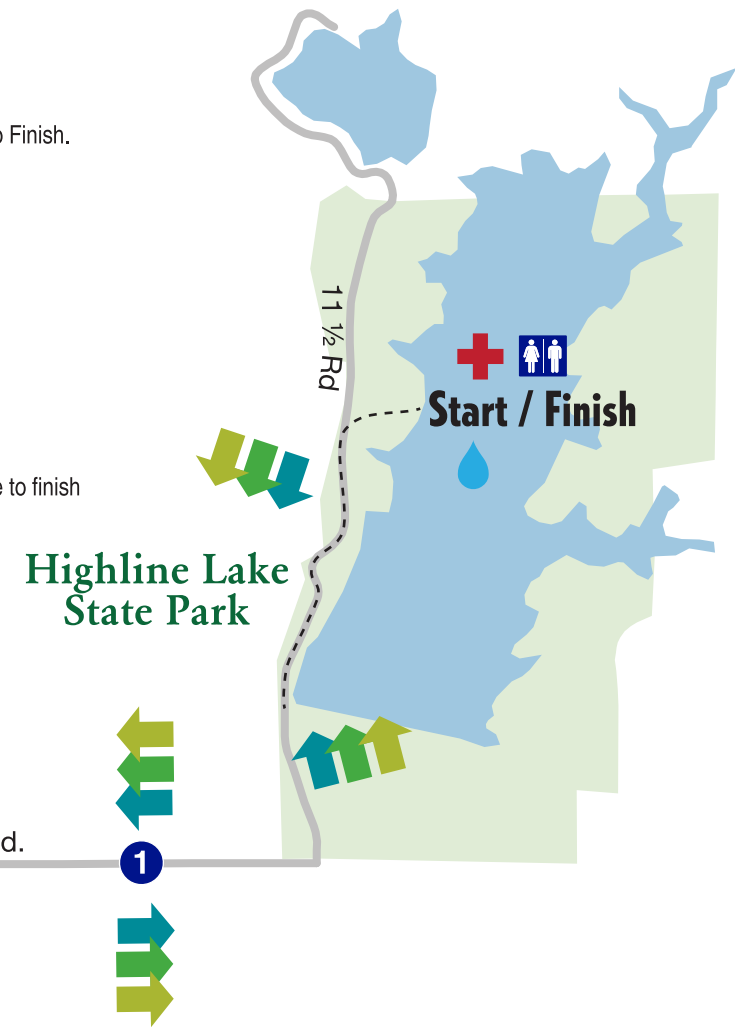 Finish.
11 ½ Rd
Start / Finish
to finish
Highline Lake
State Park
d.
1